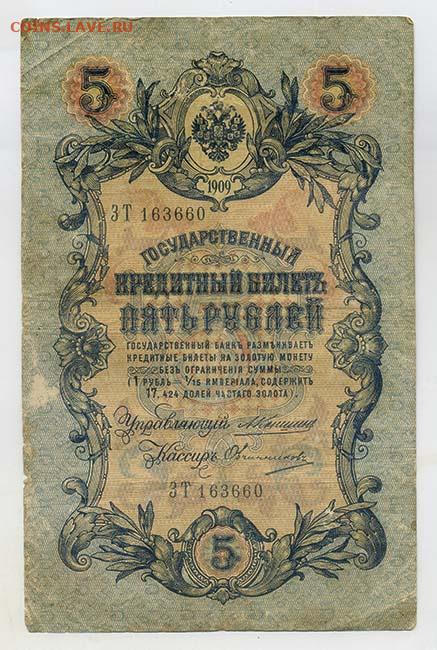 COINS.LAVE.RU
5 5
1909
ЗТ 163660
ГОСУДАРСТВЕННЫЙ
КРЕДИТНЫЙ БИЛЕТЪ
ПЯТЬ РУБЛЕЙ
ГОСУДАРСТВЕННЫЙ БАНКЪ РАЗМѢНИВАЕТЪ
КРЕДИТНЫЕ БИЛЕТЫ НА ЗОЛОТУЮ МОНЕТУ
БЕЗЪ ОГРАНИЧЕНІЯ СУММЫ
(1 РУБЛЬ = 1/15 ИМПЕРІАЛА, СОДЕРЖИТЪ
17,424 ДОЛЕЙ ЧИСТАГО ЗОЛОТА).
Управляющій
Кассиръ Овчинниковъ
ЗТ 163660
5